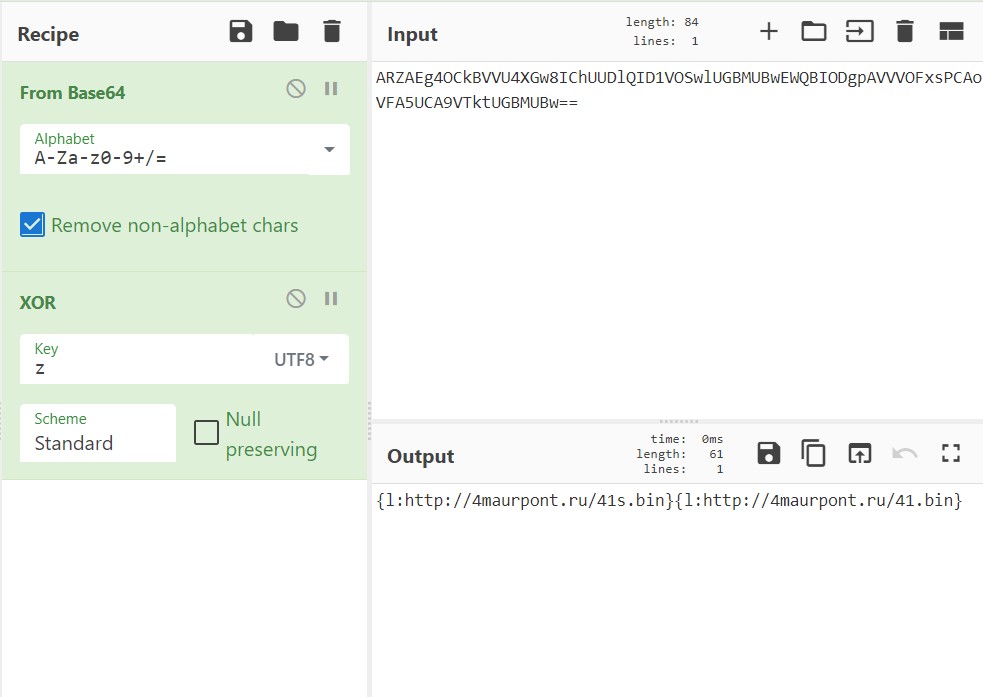 Recipe
Input
length: 84
lines: 1
From Base64
Alphabet
A-Za-z0-9+/=
Remove non-alphabet chars
XOR
Key
z
UTF8
Scheme
Standard
Null
preserving
ARZAEg4OCkBVVU4XGw8IChUUDlQID1VOSwlUGBMUBwEWQBIODgpAVVVOFxsPCAo
VFA5UCA9VTktUGBMUBw==
Output
time: 0ms
length: 61
lines: 1
{l:http://4maurpont.ru/41s.bin}{l:http://4maurpont.ru/41.bin}